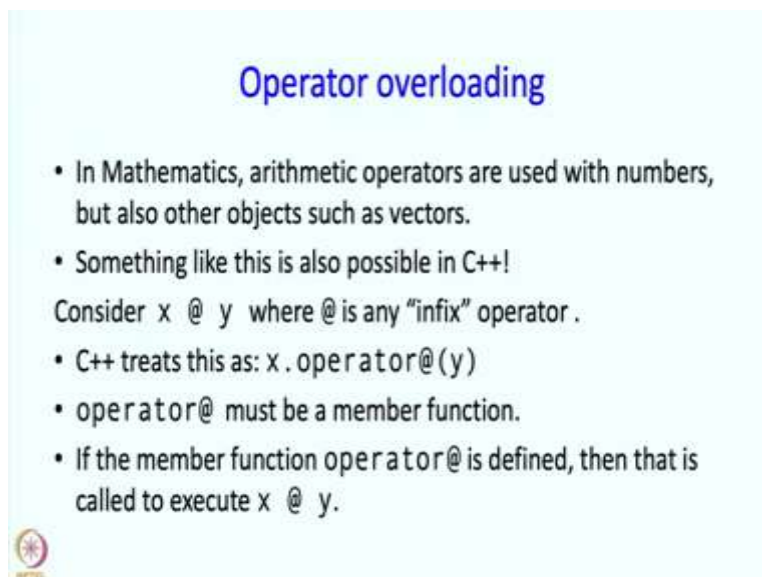 Operator overloading
• In Mathematics, arithmetic operators are used with numbers,
but also other objects such as vectors.
• Something like this is also possible in C++!
Consider x @ y where @ is any “infix” operator .
• C++ treats this as: x.operator@(y)
• operator@ must be a member function.
• If the member function operator@ is defined, then that is
called to execute x @ y.